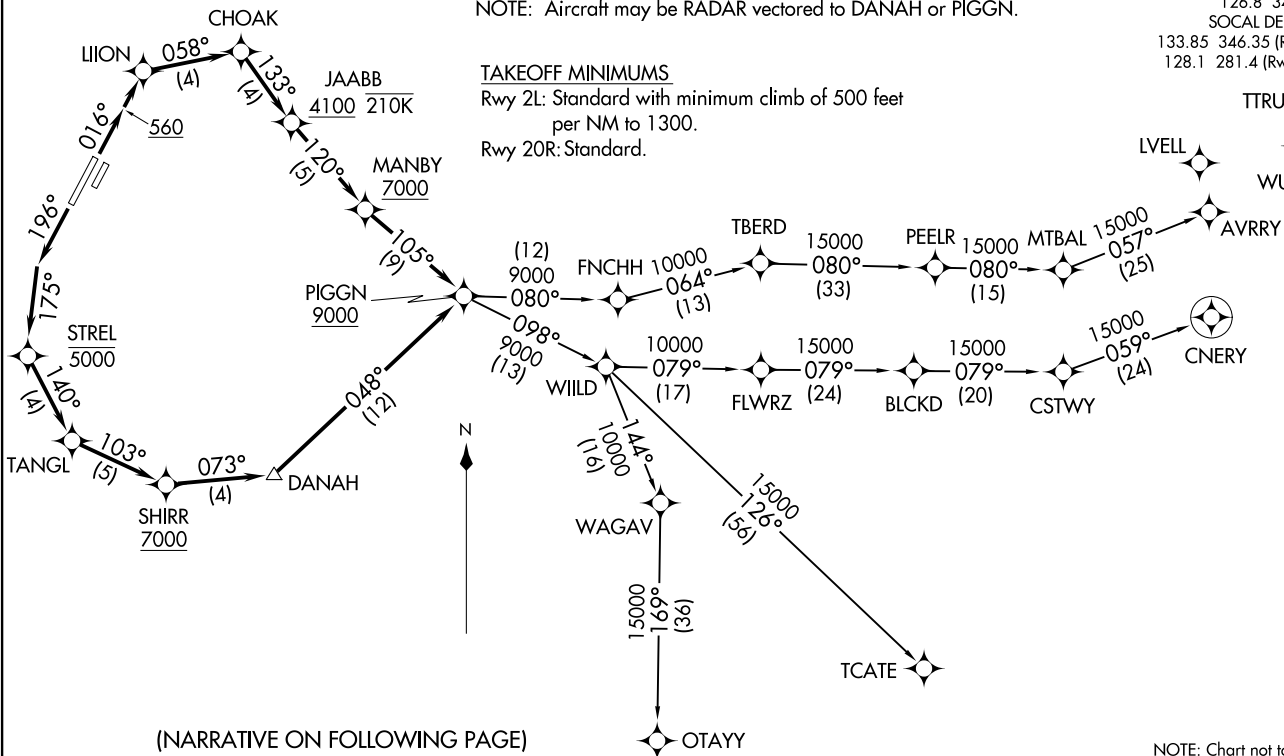 NOTE: Aircraft may be RADAR vectored to DANAH or PIGGN.
126.8
SOCAL DE
133.85 346.35 (R
128.1 281.4 (Rw
TAKEOFF MINIMUMS
Rwy 2L: Standard with minimum climb of 500 feet
per NM to 1300.
Rwy 20R: Standard.
CHOAK
LIION
058°
(4)
133°
(4)
JAABB
4100 210K
016°
560
120°
(5)
MANBY
7000
TTRU
LVELL
WU
196°
105°
(9)
175°
PIGGN
9000
(12)
9000
080°
FNCHH
10000
064°
(13)
TBERD
15000
080°
(33)
PEELR
15000
080°
(15)
MTBAL
15000
057°
(25)
AVRRY
STREL
5000
140°
(4)
098°
9000
(13)
WIILD
10000
079°
(17)
FLWRZ
15000
079°
(24)
BLCKD
15000
079°
(20)
CSTWY
15000
059°
(24)
CNERY
048°
(12)
TANGL
103°
(5)
SHIRR
7000
073°
(4)
DANAH
N
144°
10000
(16)
WAGAV
15000
126°
(56)
15000
169°
(36)
TCATE
OTAYY
(NARRATIVE ON FOLLOWING PAGE)
NOTE: Chart not to